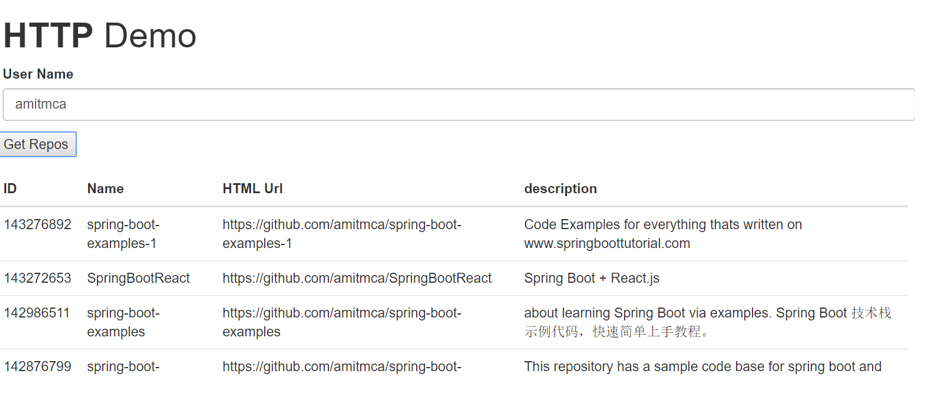 HTTP Demo
User Name
amitmca
Get Repos
ID Name HTML Url description
143276892 spring-boot- https://github.com/amitmca/spring-boot- Code Examples for everything thats written on
examples-1 examples-1 www.springboottutorial.com
143272653 SpringBootReact https://github.com/amitmca/SpringBootReact Spring Boot + React.js
142986511 spring-boot- https://github.com/amitmca/spring-boot- about learning Spring Boot via examples. Spring Boot 技术栈
examples examples 示例代码，快速简单上手教程。
142876799 spring-boot- https://github.com/amitmca/spring-boot- This repository has a sample code base for spring boot and